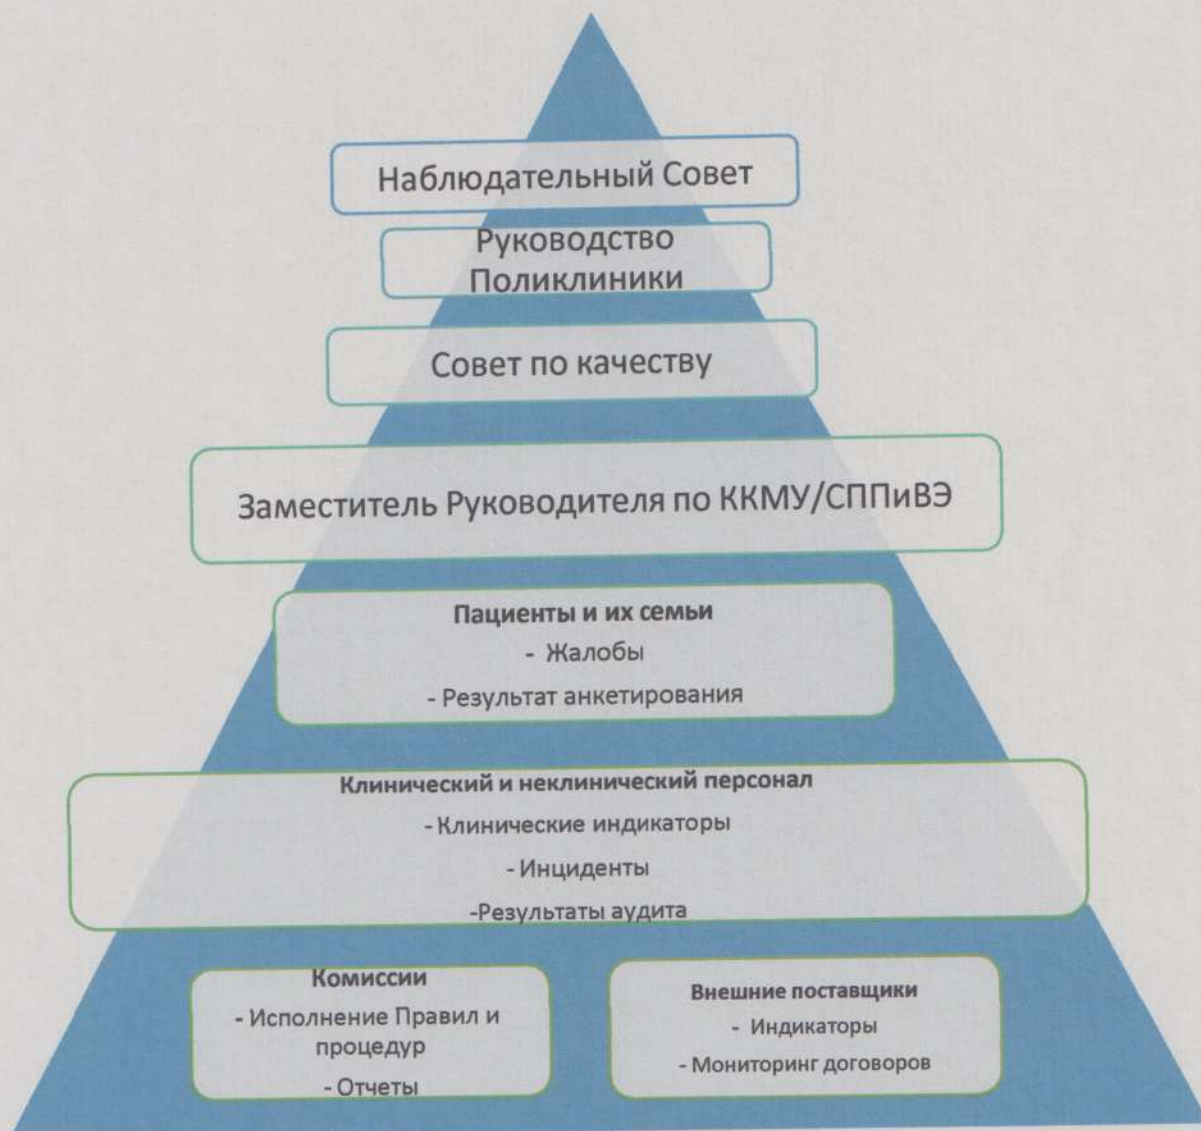 Наблюдательный Совет
Руководство
Поликлиники
Совет по качеству
Заместитель Руководителя по ККМУ/СППиВЭ
Пациенты и их семьи
- Жалобы
- Результат анкетирования
Клинический и неклинический персонал
- Клинические индикаторы
- Инциденты
-Результаты аудита
Комиссии
- Исполнение Правил и
процедур
- Отчеты
Внешние поставщики
- Индикаторы
- Мониторинг договоров